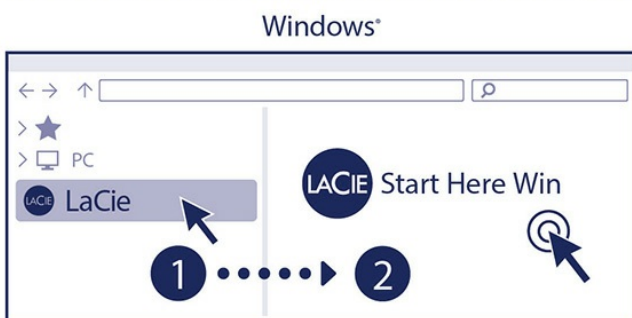 Windows®
PC
LACIE LaCie
LACIE Start Here Win
1 2